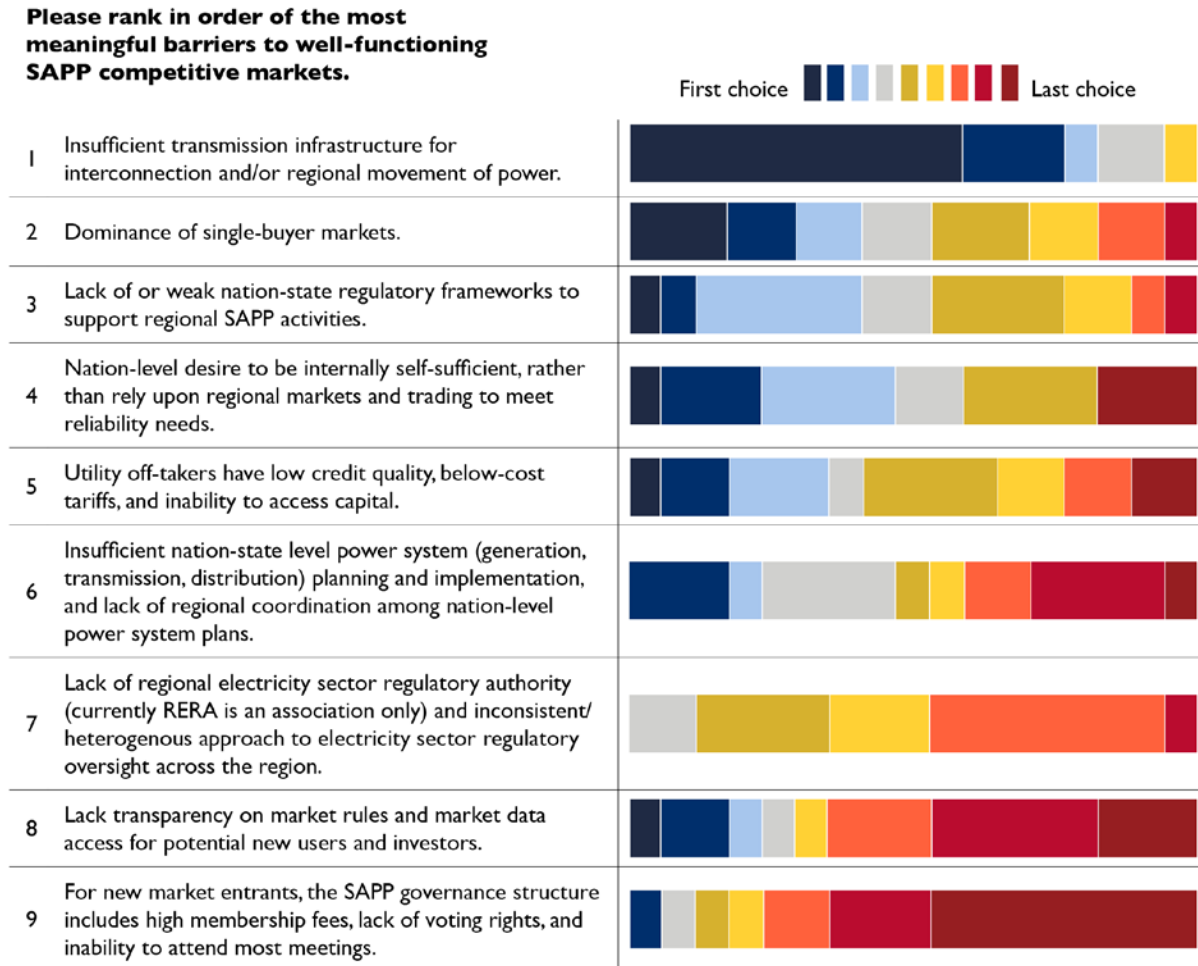 Please rank in order of the most
meaningful barriers to well-functioning
SAPP competitive markets.
First choice Last choice
1 Insufficient transmission infrastructure for
interconnection and/or regional movement of power.
2 Dominance of single-buyer markets.
3 Lack of or weak nation-state regulatory frameworks to
support regional SAPP activities.
4 Nation-level desire to be internally self-sufficient, rather
than rely upon regional markets and trading to meet
reliability needs.
5 Utility off-takers have low credit quality, below-cost
tariffs, and inability to access capital.
6 Insufficient nation-state level power system (generation,
transmission, distribution) planning and implementation,
and lack of regional coordination among nation-level
power system plans.
7 Lack of regional electricity sector regulatory authority
(currently RERA is an association only) and inconsistent/
heterogenous approach to electricity sector regulatory
oversight across the region.
8 Lack transparency on market rules and market data
access for potential new users and investors.
9 For new market entrants, the SAPP governance structure
includes high membership fees, lack of voting rights, and
inability to attend most meetings.